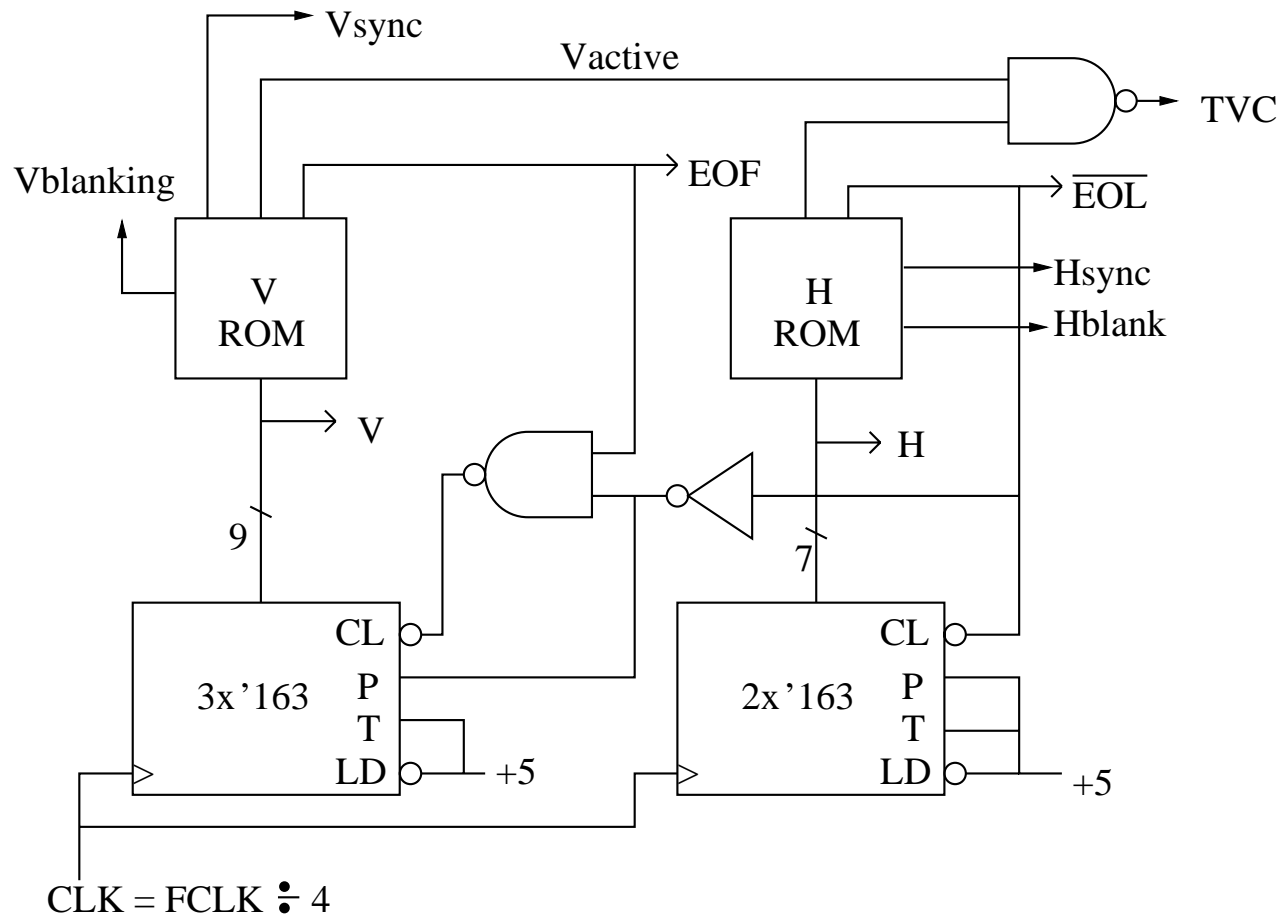 Vsync
Vactive
TVC
Vblanking
EOF
EOL
V
ROM
H
ROM
Hsync
Hblank
V
H
9
7
CL
P
T
LD
3x '163
+5
CL
P
T
LD
2x '163
+5
CLK = FCLK ÷ 4